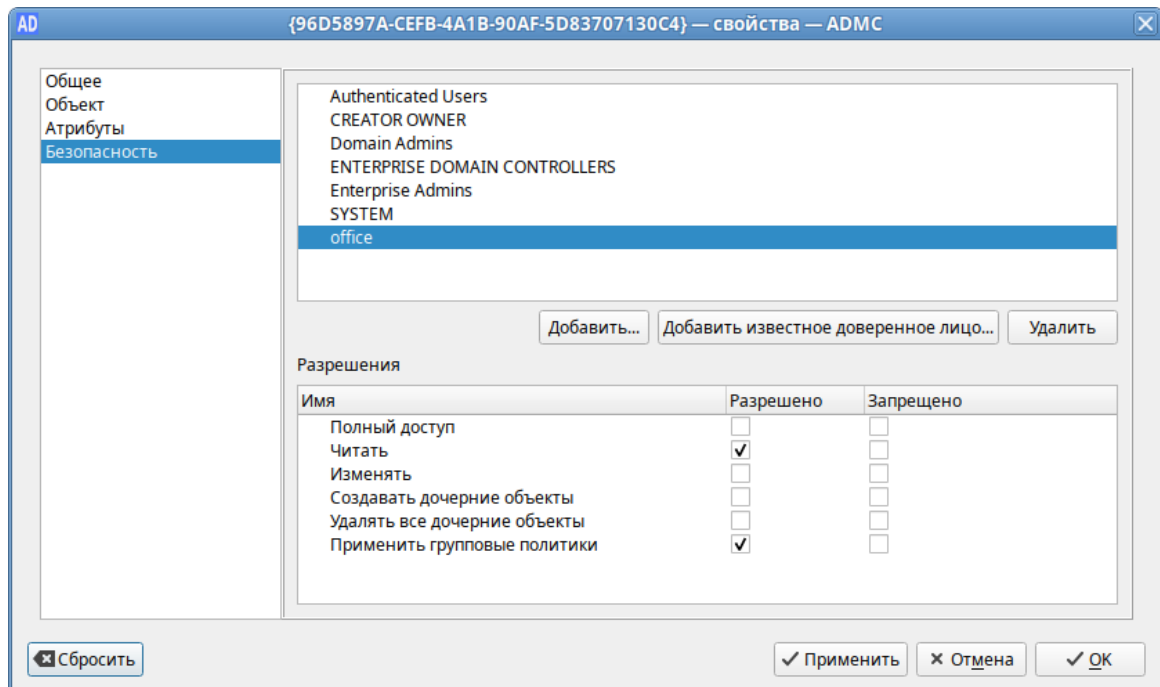 AD {96D5897A-CEFB-4A1B-90AF-5D83707130C4} — свойства — ADMC
Общее
Объект
Атрибуты
Безопасность
Authenticated Users
CREATOR OWNER
Domain Admins
ENTERPRISE DOMAIN CONTROLLERS
Enterprise Admins
SYSTEM
office
Добавить... Добавить известное доверенное лицо... Удалить
Разрешения
Имя Разрешено Запрещено
Полный доступ
Читать
Изменять
Создавать дочерние объекты
Удалять все дочерние объекты
Применить групповые политики
Сбросить Применить Отмена OK